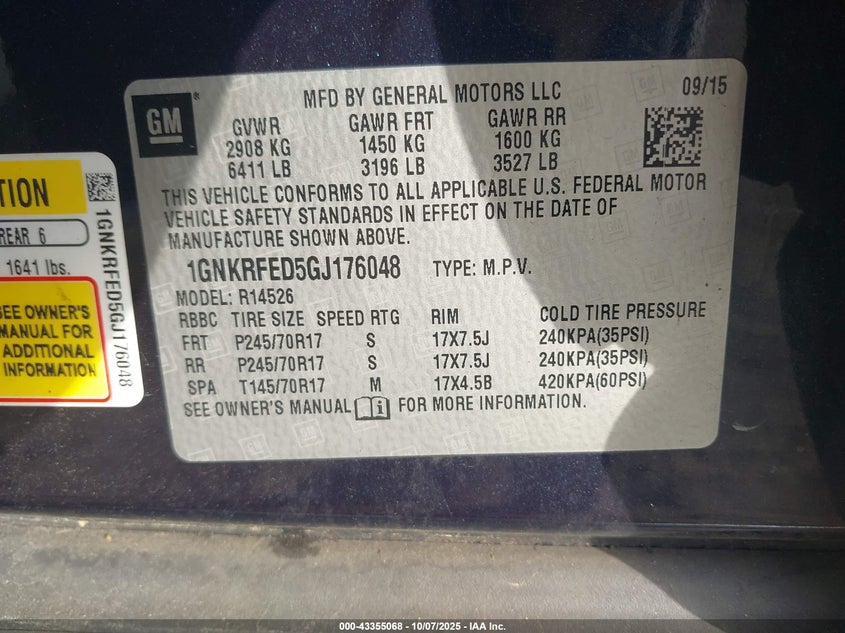 GM ®
MFD BY GENERAL MOTORS LLC 09/15
GVWR GAWR FRT GAWR RR
2908 KG 1450 KG 1600 KG
6411 LB 3196 LB 3527 LB
THIS VEHICLE CONFORMS TO ALL APPLICABLE U.S. FEDERAL MOTOR
VEHICLE SAFETY STANDARDS IN EFFECT ON THE DATE OF
MANUFACTURE SHOWN ABOVE.
1GNKRFED5GJ176048 TYPE: M.P.V.
MODEL: R14526
RBBC TIRE SIZE SPEED RTG RIM COLD TIRE PRESSURE
FRT P245/70R17 S 17X7.5J 240KPA(35PSI)
RR P245/70R17 S 17X7.5J 240KPA(35PSI)
SPA T145/70R17 M 17X4.5B 420KPA(60PSI)
SEE OWNER'S MANUAL i FOR MORE INFORMATION.
REAR 6
1641 lbs.
SEE OWNER'S
MANUAL FOR
ADDITIONAL
INFORMATION
1GNKRFED5GJ176048
000-43355068 - 10/07/2025 - IAA Inc.